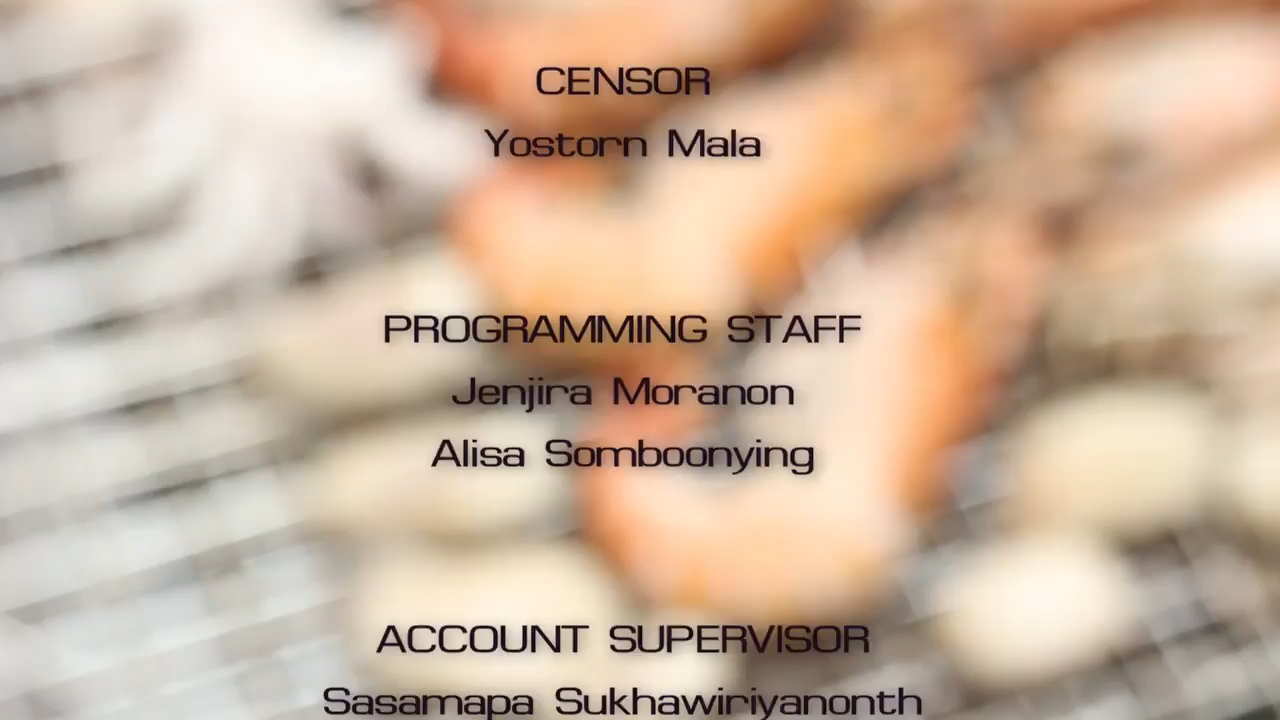 CENSOR
Yostorn Mala
PROGRAMMING STAFF
Jenjira Moranon
Alisa Somboonying
ACCOUNT SUPERVISOR
Sasamapa Sukhawiriyanonth